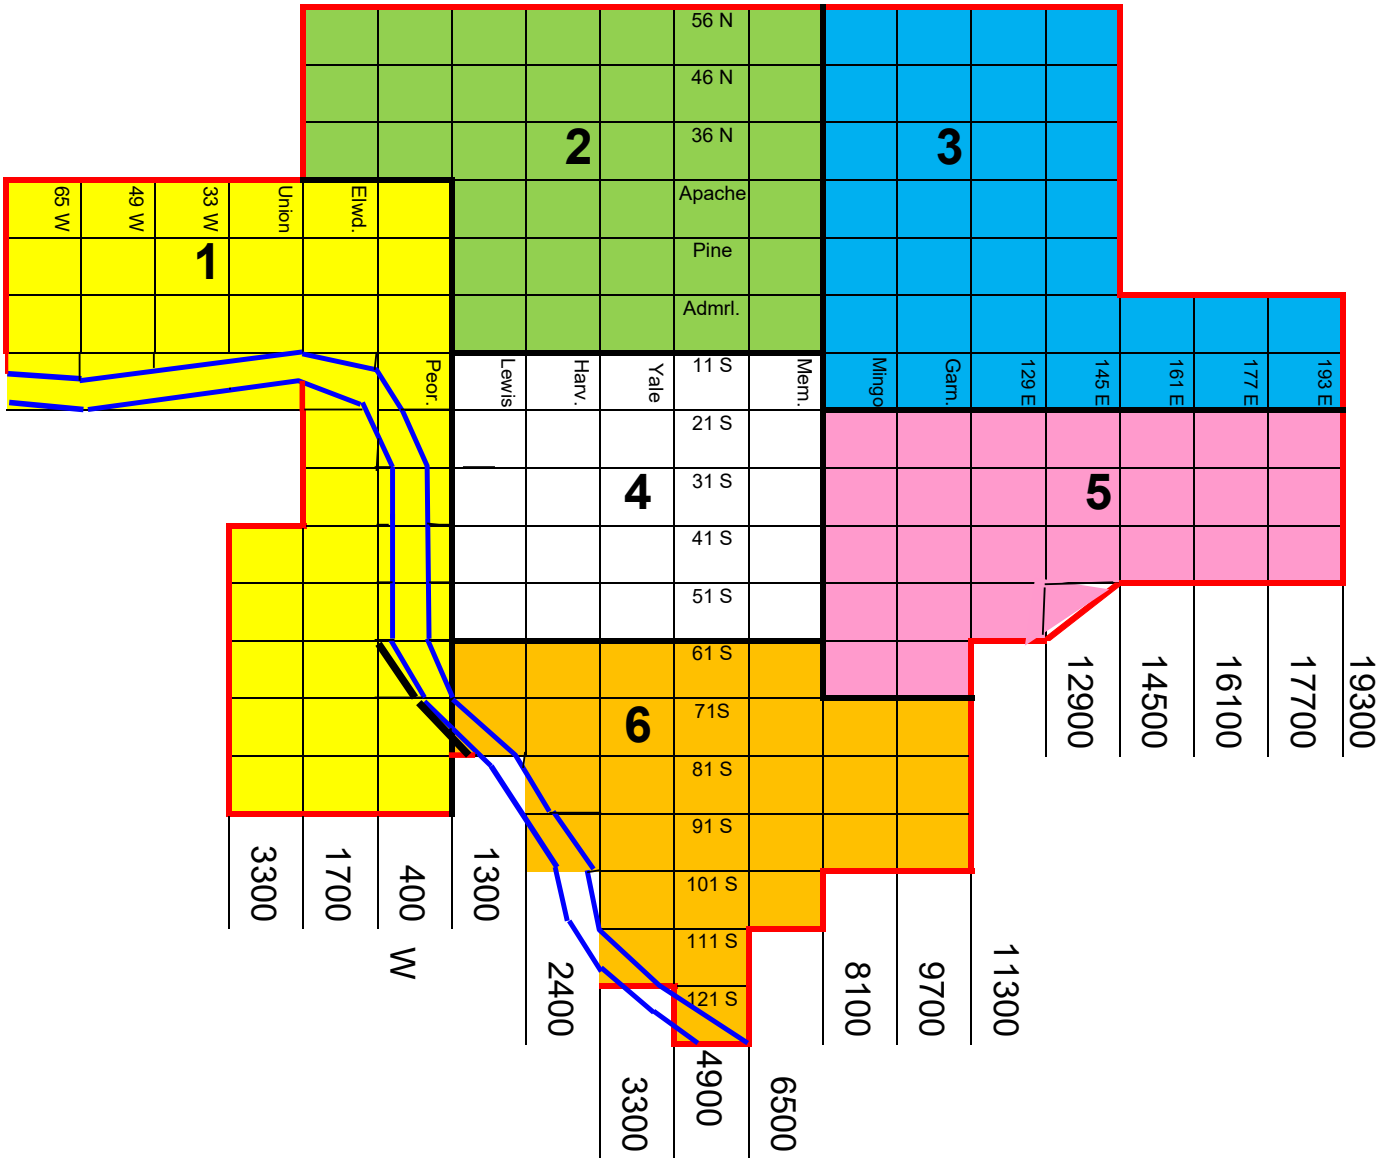 56 N
46 N
2
36 N
3
65 W
49 W
33 W
Union
Elwd.
Apache
1
Pine
Admrl.
Peor.
Lewis
Harv.
Yale
11 S
Mem.
Mingo
Garn.
129 E
145 E
161 E
177 E
193 E
21 S
4
31 S
5
41 S
51 S
61 S
6
71S
81 S
91 S
101 S
111 S
121 S
12900
14500
16100
17700
19300
3300
1700
400 W
1300
2400
3300
4900
6500
8100
9700
11300